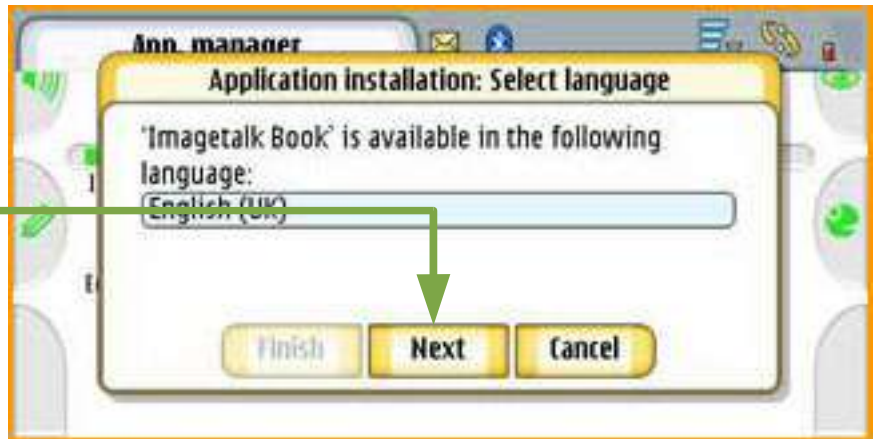 App. manager
Application installation: Select language
'Imagetalk Book' is available in the following
language:
English (UK)
Finish Next Cancel